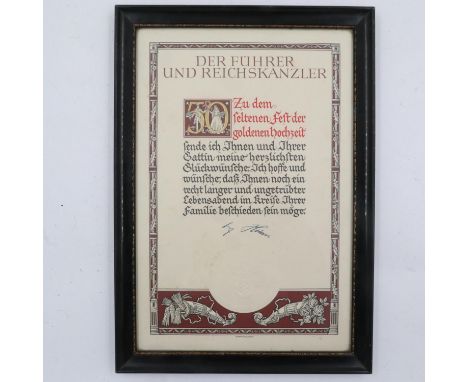 DER FÜHRER
UND REICHSKANZLER
50
Zu dem
seltenen Fest der
goldenen Hochzeit
sende ich Ihnen und Ihrer
Gattin meine herzlichsten
Glückwünsche. Ich hoffe und
wünsche, daß Ihnen noch ein
recht langer und ungetrübter
Lebensabend im Kreise Ihrer
Familie beschieden sein möge.